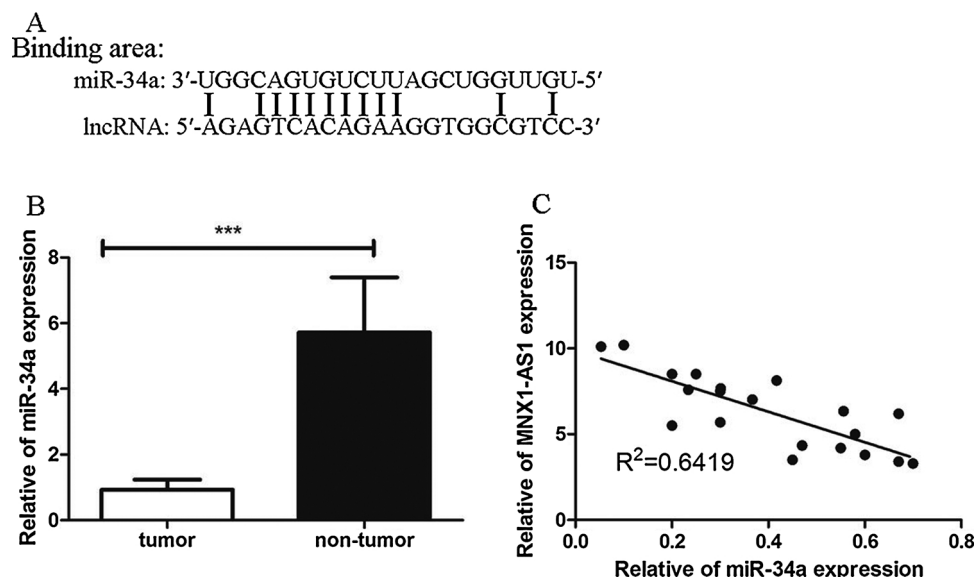 A
Binding area:
miR-34a: 3′-UGGCAGUGUCUUAGCUGGUUGU-5′
lncRNA: 5′-AGAGTCACAGAAGGTGGCGTCC-3′
B
Relative of miR-34a expression
8
6
4
2
0
***
tumor
non-tumor
C
Relative of MNX1-AS1 expression
15
10
5
0
R²=0.6419
0.0
0.2
0.4
0.6
0.8
Relative of miR-34a expression